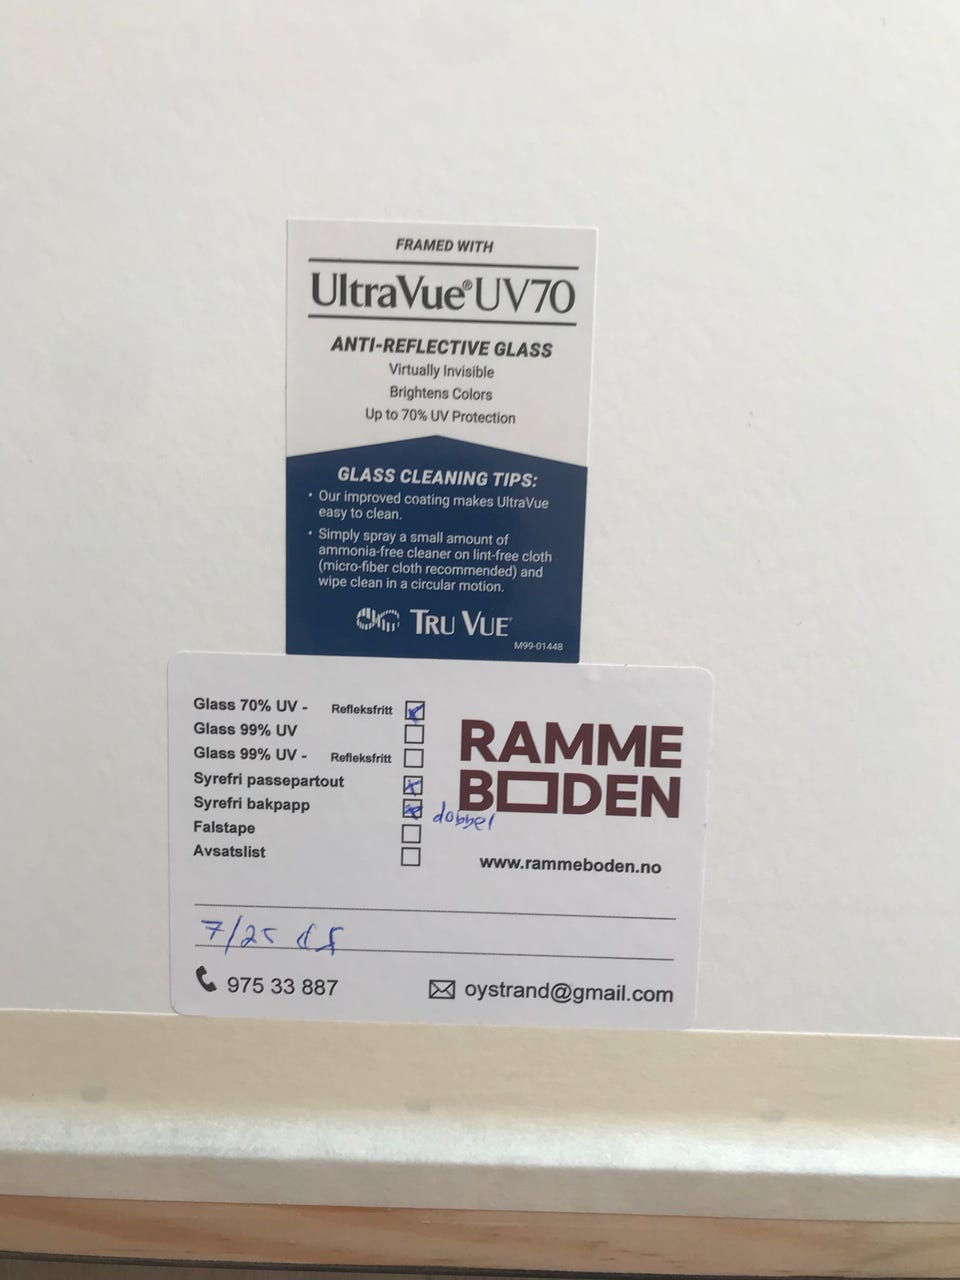 FRAMED WITH
UltraVue® UV70
ANTI-REFLECTIVE GLASS
Virtually Invisible
Brightens Colors
Up to 70% UV Protection
GLASS CLEANING TIPS:
• Our improved coating makes UltraVue
easy to clean.
• Simply spray a small amount of
ammonia-free cleaner on lint-free cloth
(micro-fiber cloth recommended) and
wipe clean in a circular motion.
TRU VUE
M99-01448
Glass 70% UV - Refleksfritt
Glass 99% UV
Glass 99% UV - Refleksfritt
Syrefri passepartout
Syrefri bakpapp dobbel
Falstape
Avsatslist
RAMME
BODEN
www.rammeboden.no
7/25
975 33 887
oystrand@gmail.com